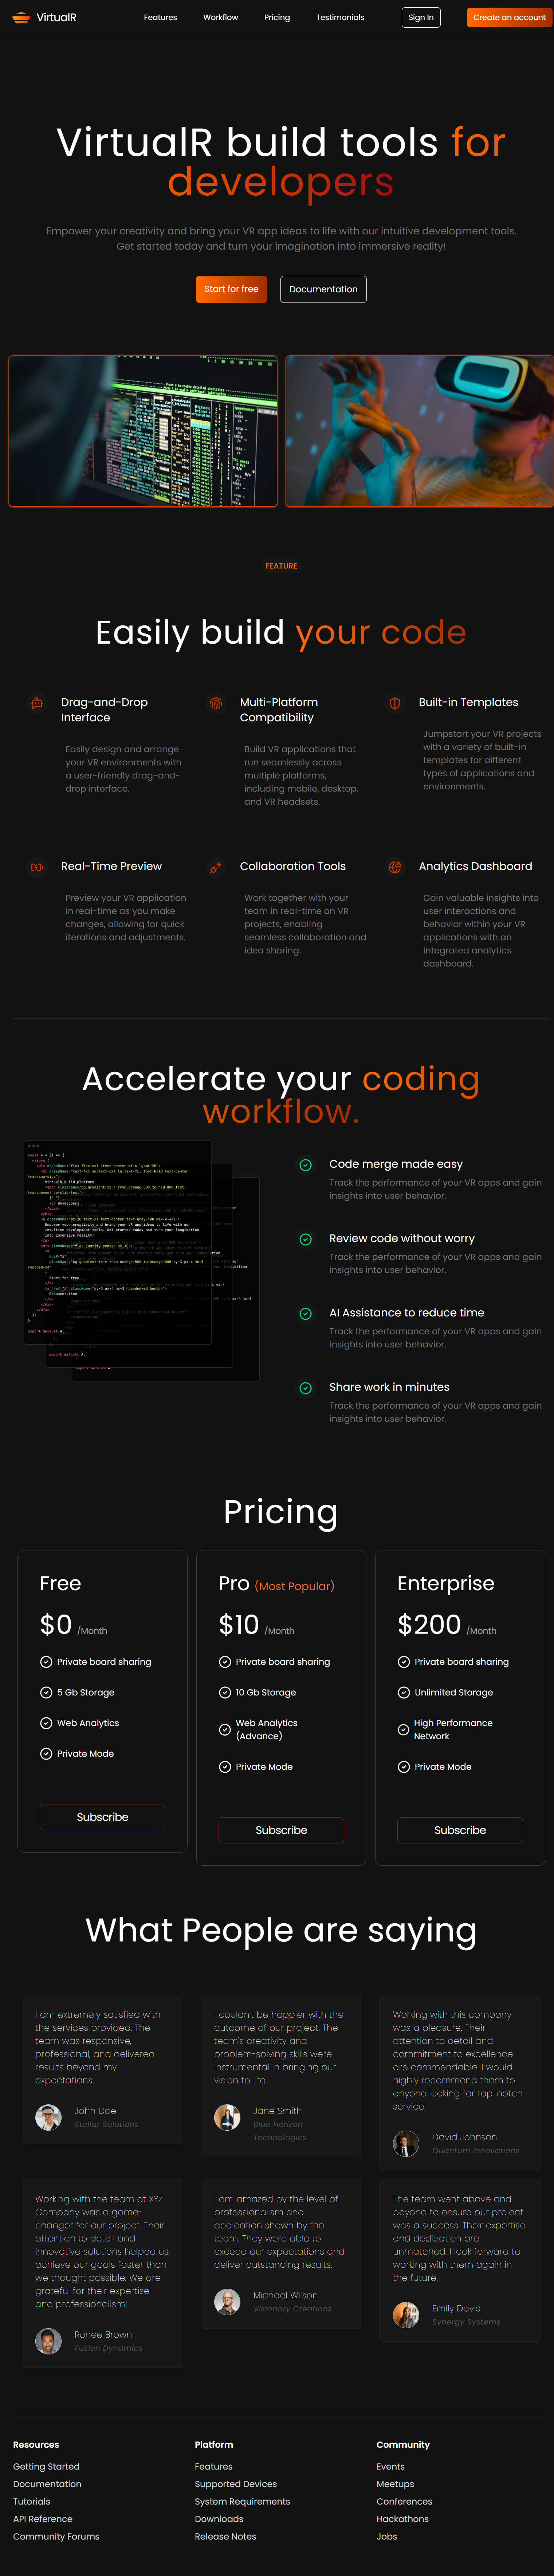 VirtualR
Features
Workflow
Pricing
Testimonials
Sign In
Create an account
VirtualR build tools for
developers
Empower your creativity and bring your VR app ideas to life with our intuitive development tools.
Get started today and turn your imagination into immersive reality!
Start for free
Documentation
FEATURE
Easily build your code
Drag-and-Drop
Interface
Easily design and arrange
your VR environments with
a user-friendly drag-and-
drop interface.
Multi-Platform
Compatibility
Build VR applications that
run seamlessly across
multiple platforms,
including mobile, desktop,
and VR headsets.
Built-in Templates
Jumpstart your VR projects
with a variety of built-in
templates for different
types of applications and
environments.
Real-Time Preview
Preview your VR application
in real-time as you make
changes, allowing for quick
iterations and adjustments.
Collaboration Tools
Work together with your
team in real-time on VR
projects, enabling
seamless collaboration and
idea sharing.
Analytics Dashboard
Gain valuable insights into
user interactions and
behavior within your VR
applications with an
integrated analytics
dashboard.
Accelerate your coding
workflow.
Code merge made easy
Track the performance of your VR apps and gain
insights into user behavior.
Review code without worry
Track the performance of your VR apps and gain
insights into user behavior.
AI Assistance to reduce time
Track the performance of your VR apps and gain
insights into user behavior.
Share work in minutes
Track the performance of your VR apps and gain
insights into user behavior.
Pricing
Free
$0 /Month
Private board sharing
5 Gb Storage
Web Analytics
Private Mode
Subscribe
Pro (Most Popular)
$10 /Month
Private board sharing
10 Gb Storage
Web Analytics
(Advance)
Private Mode
Subscribe
Enterprise
$200 /Month
Private board sharing
Unlimited Storage
High Performance
Network
Private Mode
Subscribe
What People are saying
I am extremely satisfied with
the services provided. The
team was responsive,
professional, and delivered
results beyond my
expectations.
John Doe
Stellar Solutions
I couldn't be happier with the
outcome of our project. The
team's creativity and
problem-solving skills were
instrumental in bringing our
vision to life
Jane Smith
Blue Horizon
Technologies
Working with this company
was a pleasure. Their
attention to detail and
commitment to excellence
are commendable. I would
highly recommend them to
anyone looking for top-notch
service.
David Johnson
Quantum Innovations
Working with the team at XYZ
Company was a game-
changer for our project. Their
attention to detail and
innovative solutions helped us
achieve our goals faster than
we thought possible. We are
grateful for their expertise
and professionalism!
Ronee Brown
Fusion Dynamics
I am amazed by the level of
professionalism and
dedication shown by the
team. They were able to
exceed our expectations and
deliver outstanding results.
Michael Wilson
Visionary Creations
The team went above and
beyond to ensure our project
was a success. Their expertise
and dedication are
unmatched. I look forward to
working with them again in
the future.
Emily Davis
Synergy Systems
Resources
Getting Started
Documentation
Tutorials
API Reference
Community Forums
Platform
Features
Supported Devices
System Requirements
Downloads
Release Notes
Community
Events
Meetups
Conferences
Hackathons
Jobs